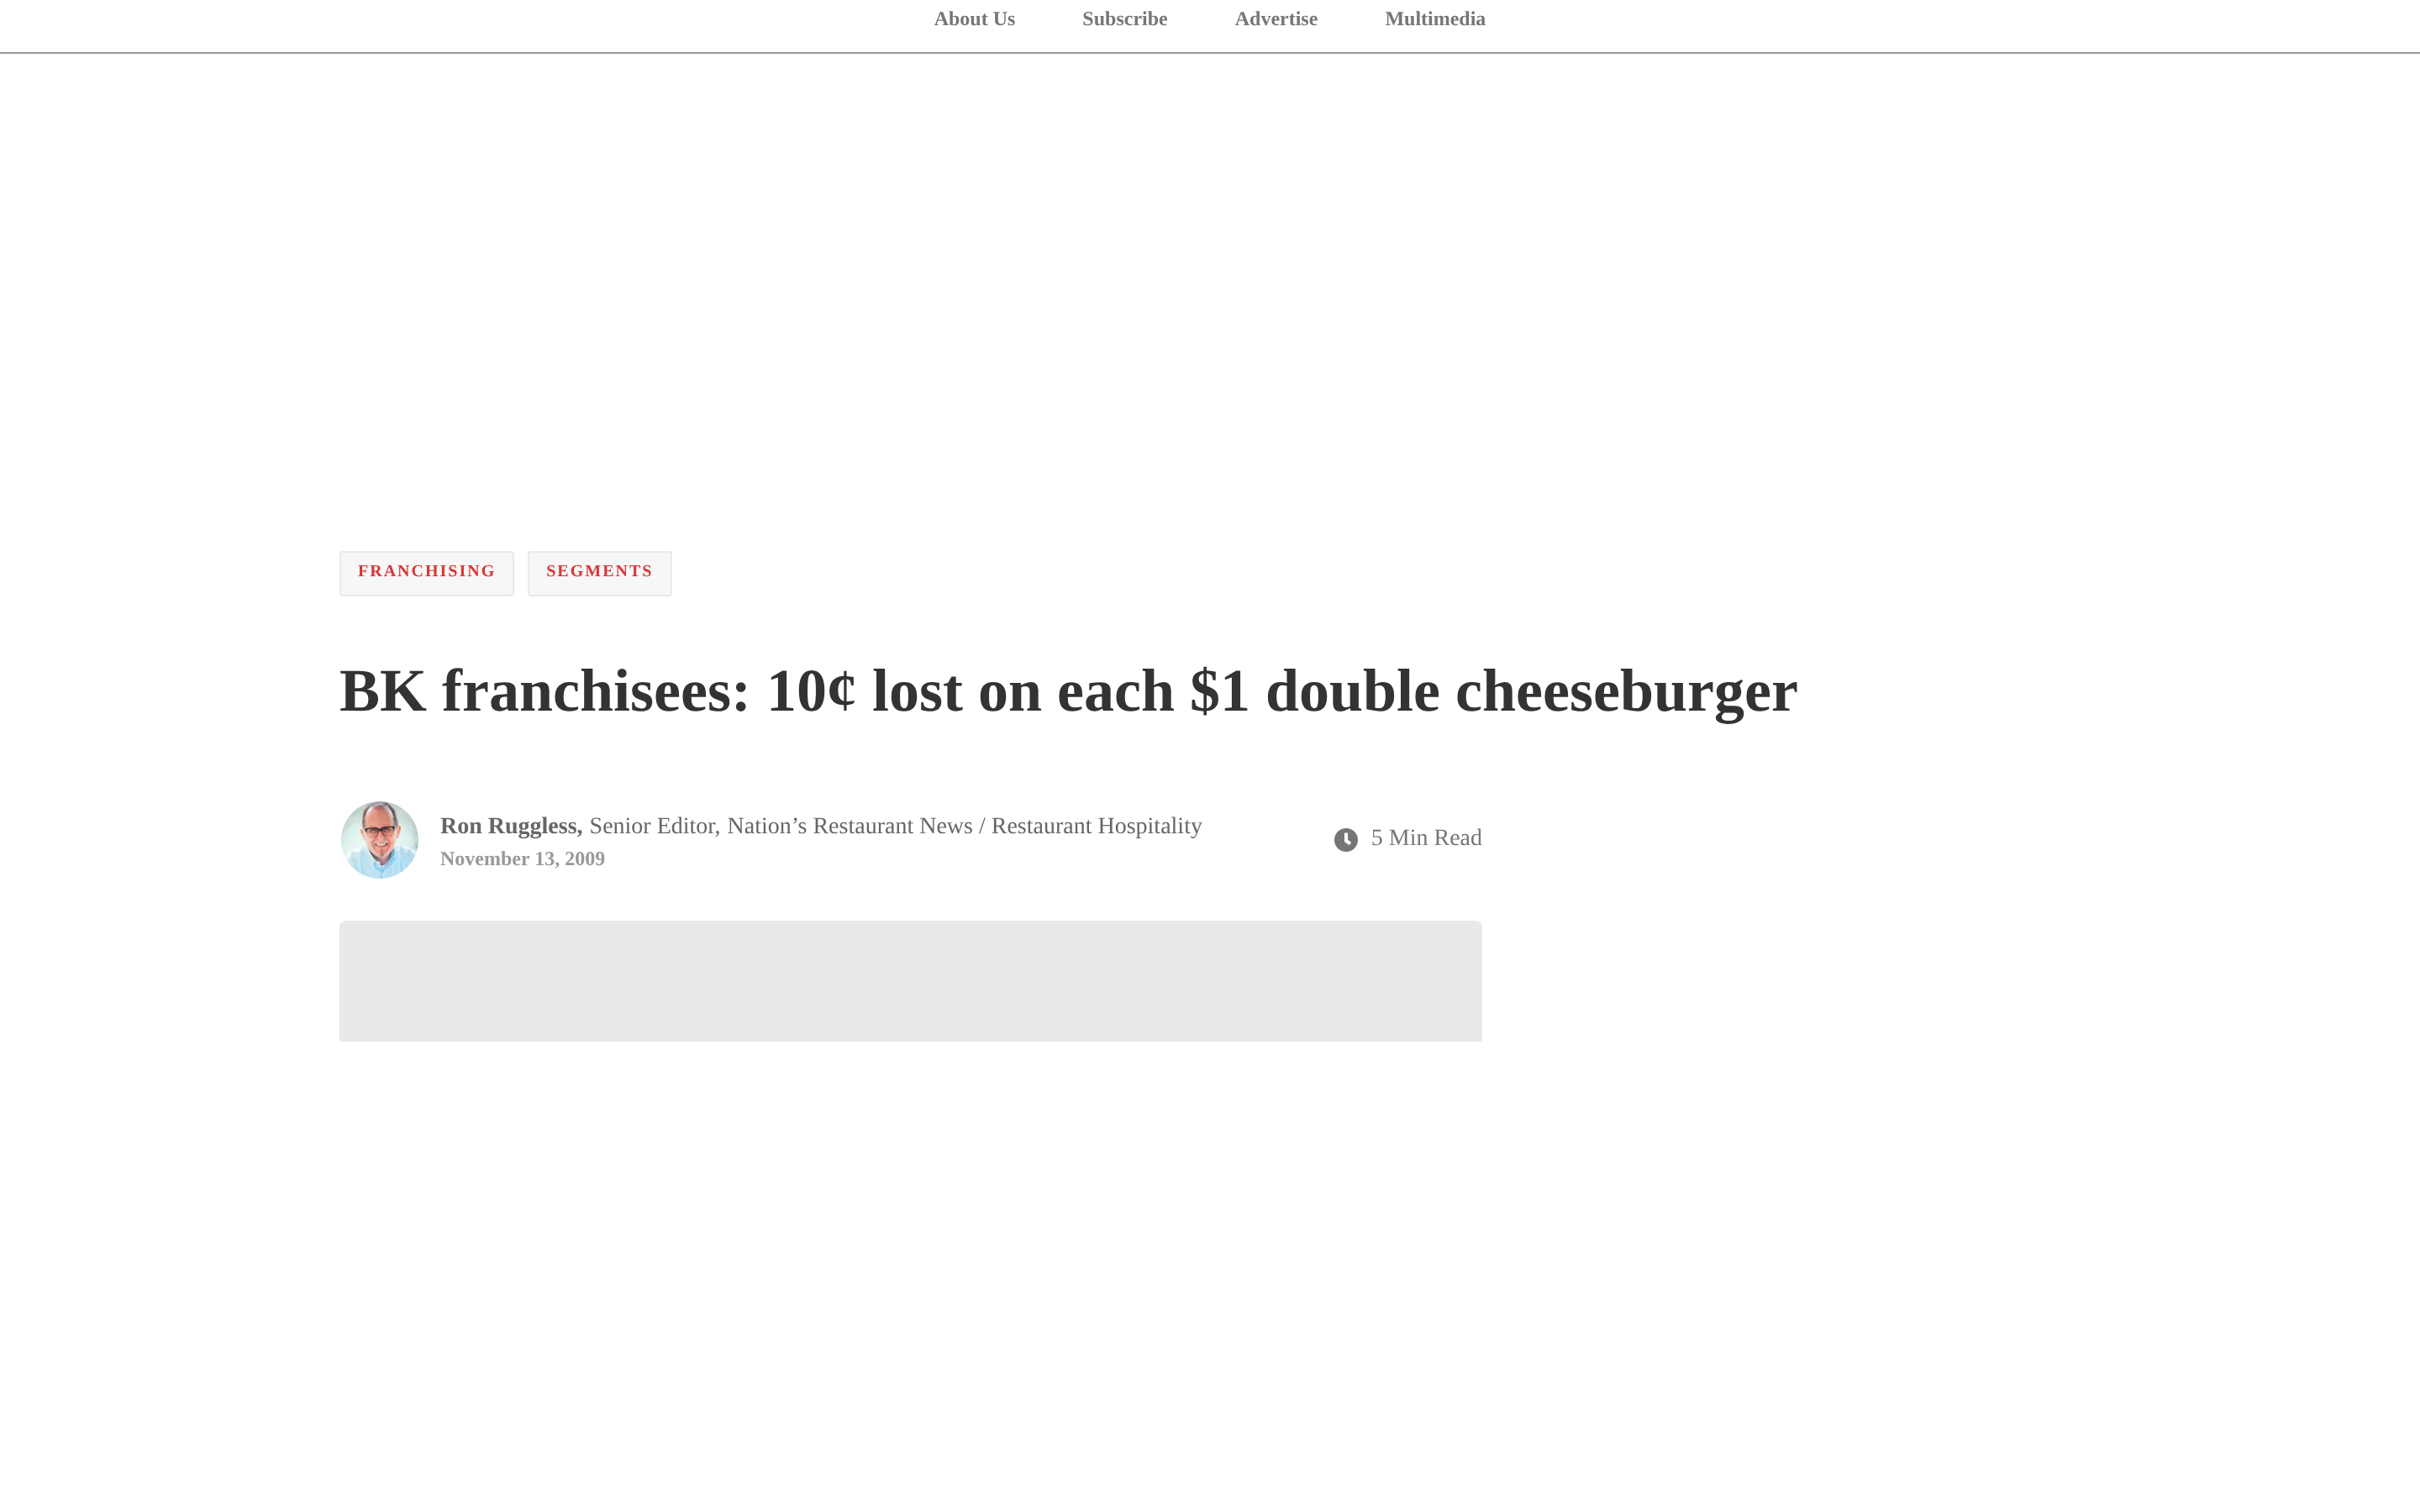 About Us Subscribe Advertise Multimedia
FRANCHISING SEGMENTS
BK franchisees: 10¢ lost on each $1 double cheeseburger
Ron Ruggless, Senior Editor, Nation’s Restaurant News / Restaurant Hospitality
November 13, 2009
5 Min Read